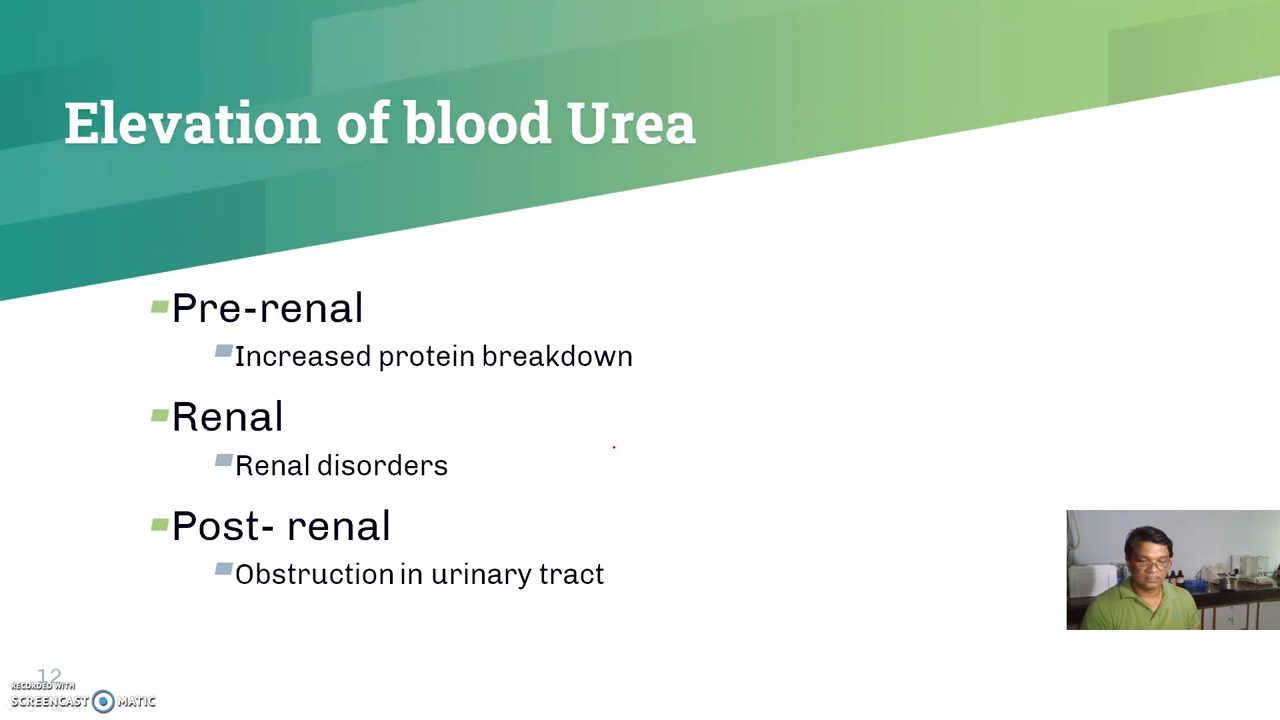 Elevation of blood Urea
Pre-renal
Increased protein breakdown
Renal
Renal disorders
Post- renal
Obstruction in urinary tract
12
RECORDED WITH
SCREENCAST MATIC